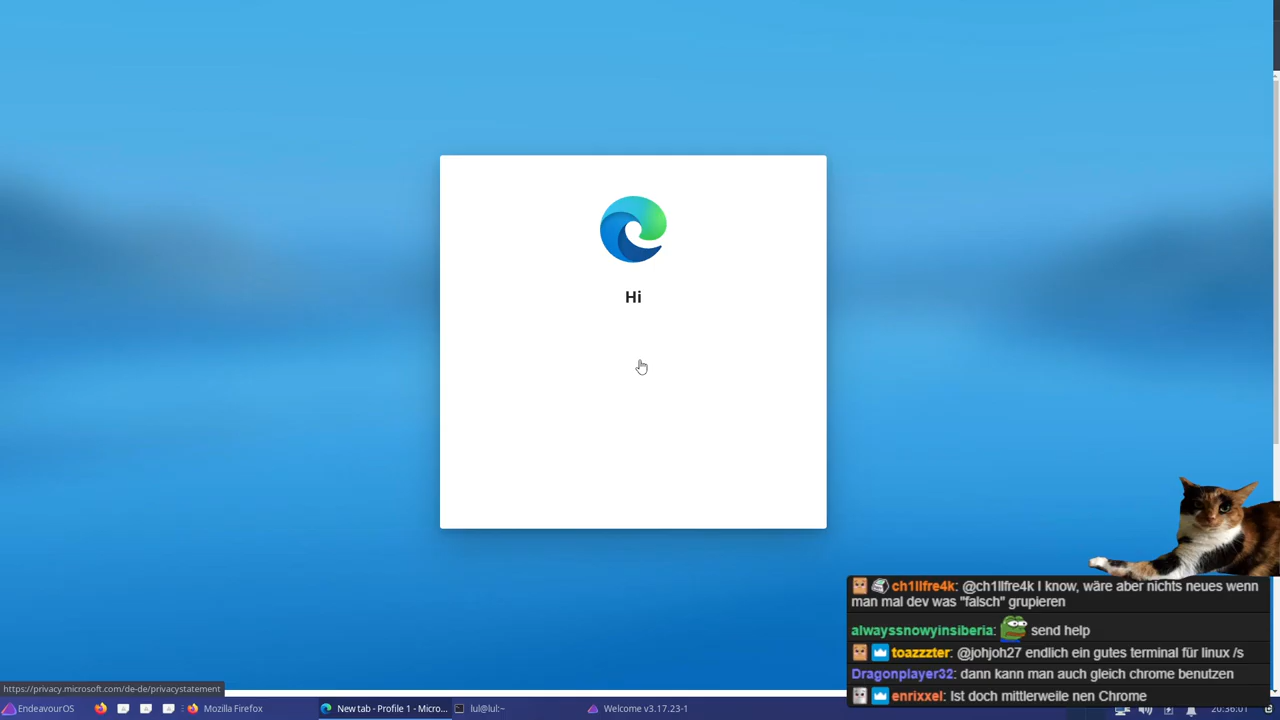 Hi
ch1llfre4k: @ch1llfre4k I know, wäre aber nichts neues wenn
man mal dev was "falsch" grupieren
alwayssnowyinsiberia: send help
toazzzter: @johjoh27 endlich ein gutes terminal für linux /s
Dragonplayer32: dann kann man auch gleich chrome benutzen
enrixxel: Ist doch mittlerweile nen Chrome
https://privacy.microsoft.com/de-de/privacystatement
EndeavourOS
Mozilla Firefox
New tab - Profile 1 - Micro...
lul@lul:~
Welcome v3.17.23-1
20:36:01